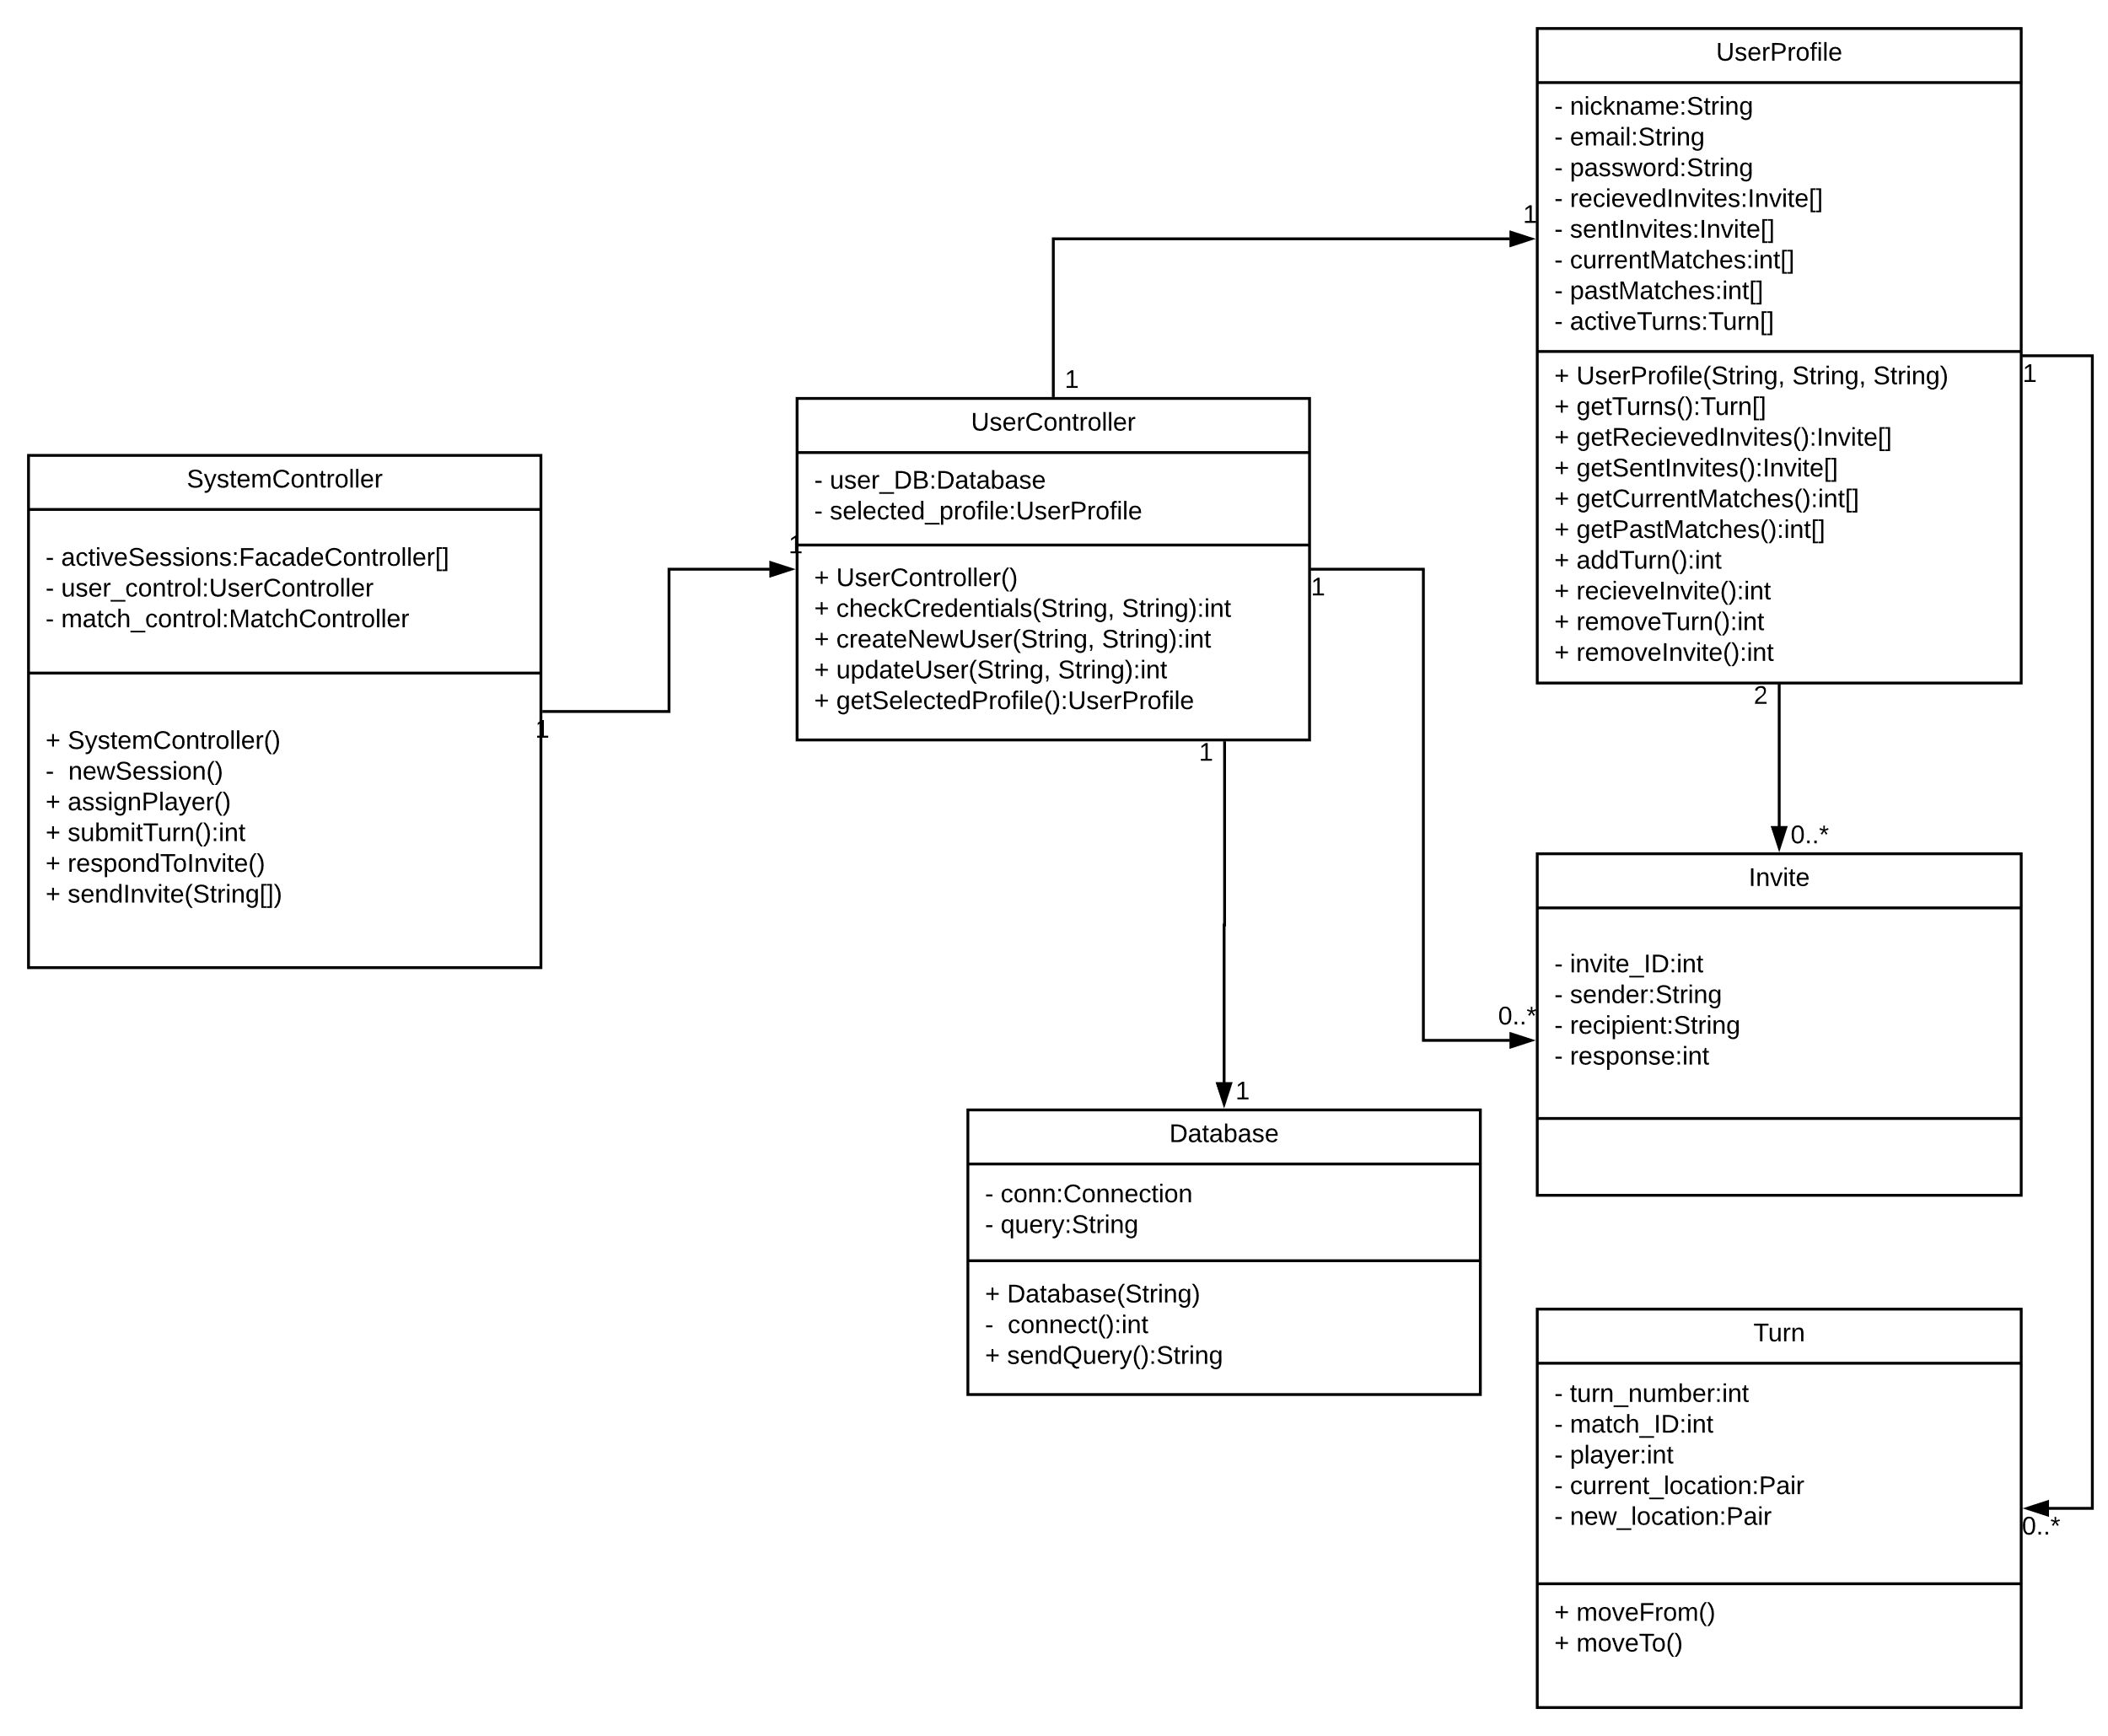 UserProfile
- nickname:String
- email:String
- password:String
- recievedInvites:Invite[]
- sentInvites:Invite[]
- currentMatches:int[]
- pastMatches:int[]
- activeTurns:Turn[]
+ UserProfile(String, String, String)
+ getTurns():Turn[]
+ getRecievedInvites():Invite[]
+ getSentInvites():Invite[]
+ getCurrentMatches():int[]
+ getPastMatches():int[]
+ addTurn():int
+ recieveInvite():int
+ removeTurn():int
+ removeInvite():int
1
1
2
1
UserController
- user_DB:Database
- selected_profile:UserProfile
+ UserController()
+ checkCredentials(String, String):int
+ createNewUser(String, String):int
+ updateUser(String, String):int
+ getSelectedProfile():UserProfile
1
1
1
SystemController
- activeSessions:FacadeController[]
- user_control:UserController
- match_control:MatchController
+ SystemController()
-  newSession()
+ assignPlayer()
+ submitTurn():int
+ respondToInvite()
+ sendInvite(String[])
1
0..*
Invite
- invite_ID:int
- sender:String
- recipient:String
- response:int
0..*
1
Database
- conn:Connection
- query:String
+ Database(String)
-  connect():int
+ sendQuery():String
Turn
- turn_number:int
- match_ID:int
- player:int
- current_location:Pair
- new_location:Pair
+ moveFrom()
+ moveTo()
0..*